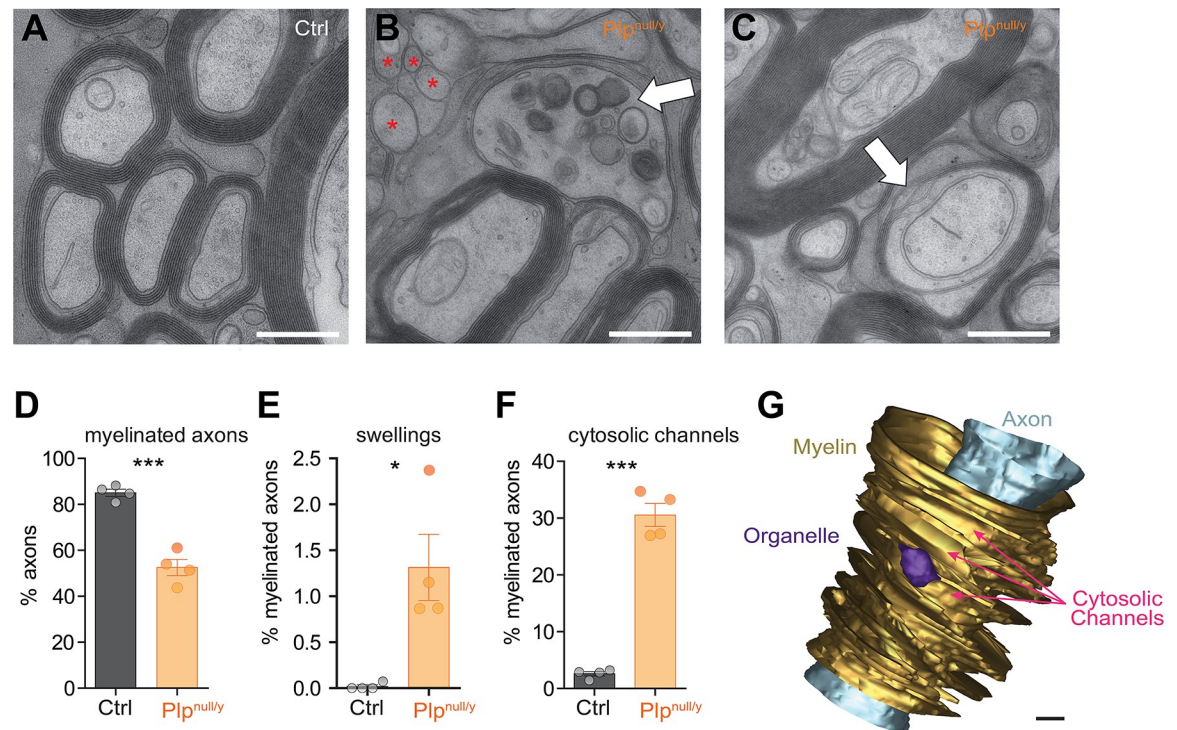 A
Ctrl
B
Plp^null/y
* * *
*
C
Plp^null/y
D
myelinated axons
***
% axons
100
80
60
40
20
0
Ctrl
Plp^null/y
E
swellings
*
% myelinated axons
2.5
2.0
1.5
1.0
0.5
0.0
Ctrl
Plp^null/y
F
cytosolic channels
***
% myelinated axons
40
30
20
10
0
Ctrl
Plp^null/y
G
Axon
Myelin
Organelle
Cytosolic
Channels